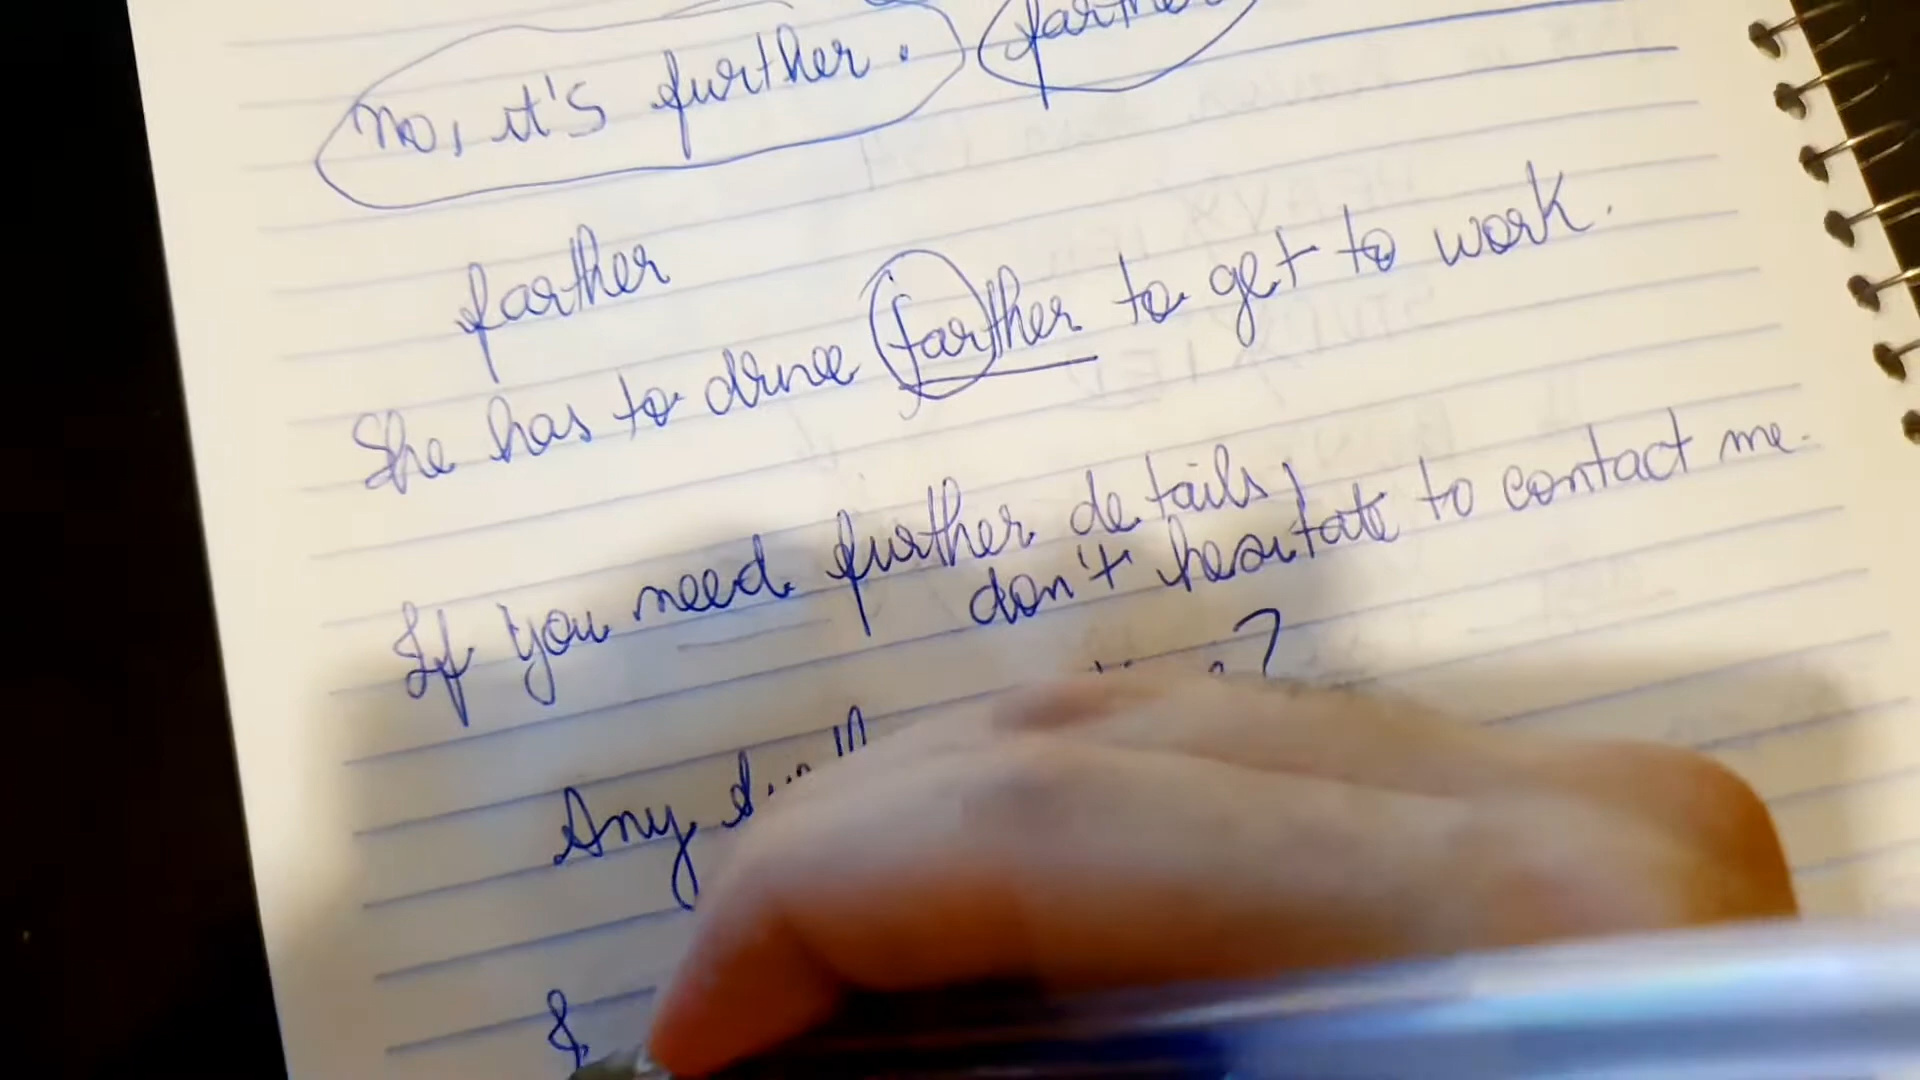 no, it's further. farther
farther
She has to drive farther to get to work.
If you need further details,
don't hesitate to contact me.
Any